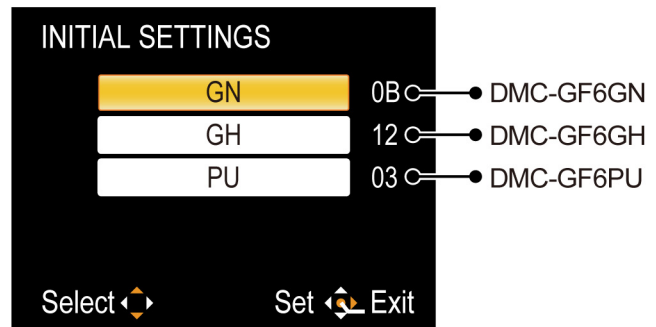 INITIAL SETTINGS
GN 0B DMC-GF6GN
GH 12 DMC-GF6GH
PU 03 DMC-GF6PU
Select Set Exit